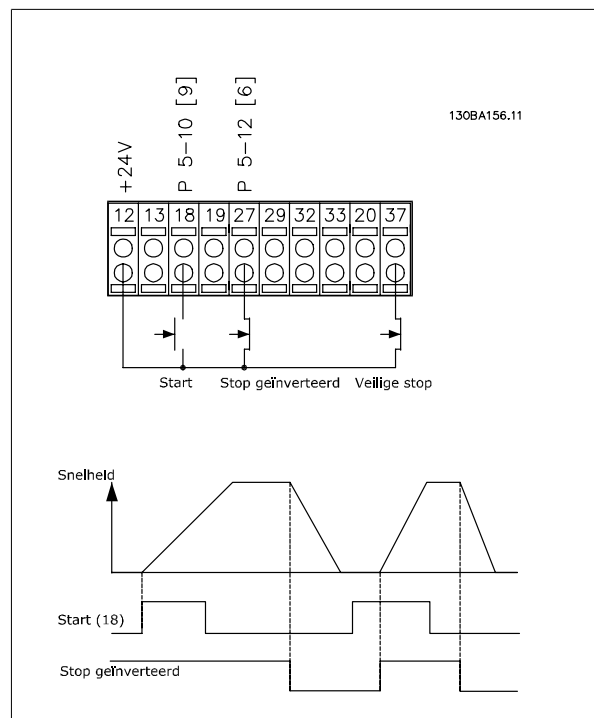 130BA156.11
+24V
P 5-10 [9]
P 5-12 [6]
12 13 18 19 27 29 32 33 20 37
Start Stop geïnverteerd Veilige stop
Snelheid
Start (18)
Stop geïnverteerd